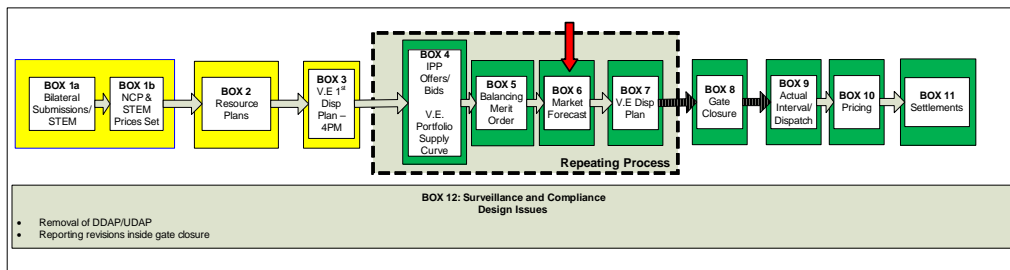 BOX 1a
Bilateral
Submissions/
STEM
BOX 1b
NCP &
STEM
Prices Set
BOX 2
Resource
Plans
BOX 3
V.E 1st
Disp
Plan –
4PM
BOX 4
IPP
Offers/
Bids
V.E.
Portfolio
Supply
Curve
BOX 5
Balancing
Merit
Order
BOX 6
Market
Forecast
BOX 7
V.E Disp
Plan
Repeating Process
BOX 8
Gate
Closure
BOX 9
Actual
Interval/
Dispatch
BOX 10
Pricing
BOX 11
Settlements
BOX 12: Surveillance and Compliance
Design Issues
• Removal of DDAP/UDAP
• Reporting revisions inside gate closure